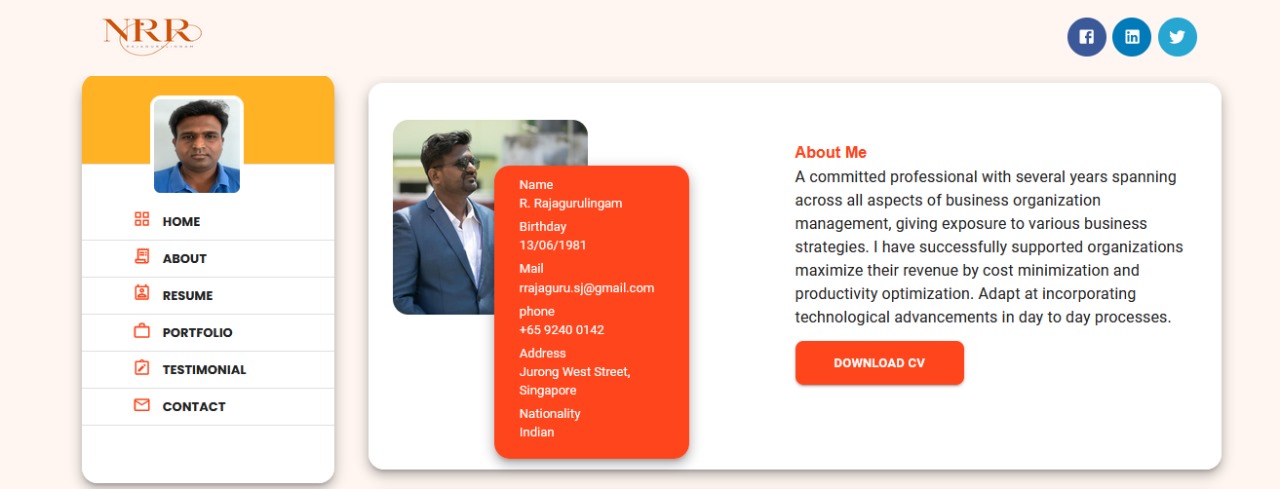 NRR
RAJAGURULINGAM
HOME
ABOUT
RESUME
PORTFOLIO
TESTIMONIAL
CONTACT
Name
R. Rajagurulingam
Birthday
13/06/1981
Mail
rrajaguru.sj@gmail.com
phone
+65 9240 0142
Address
Jurong West Street,
Singapore
Nationality
Indian
About Me
A committed professional with several years spanning
across all aspects of business organization
management, giving exposure to various business
strategies. I have successfully supported organizations
maximize their revenue by cost minimization and
productivity optimization. Adapt at incorporating
technological advancements in day to day processes.
DOWNLOAD CV